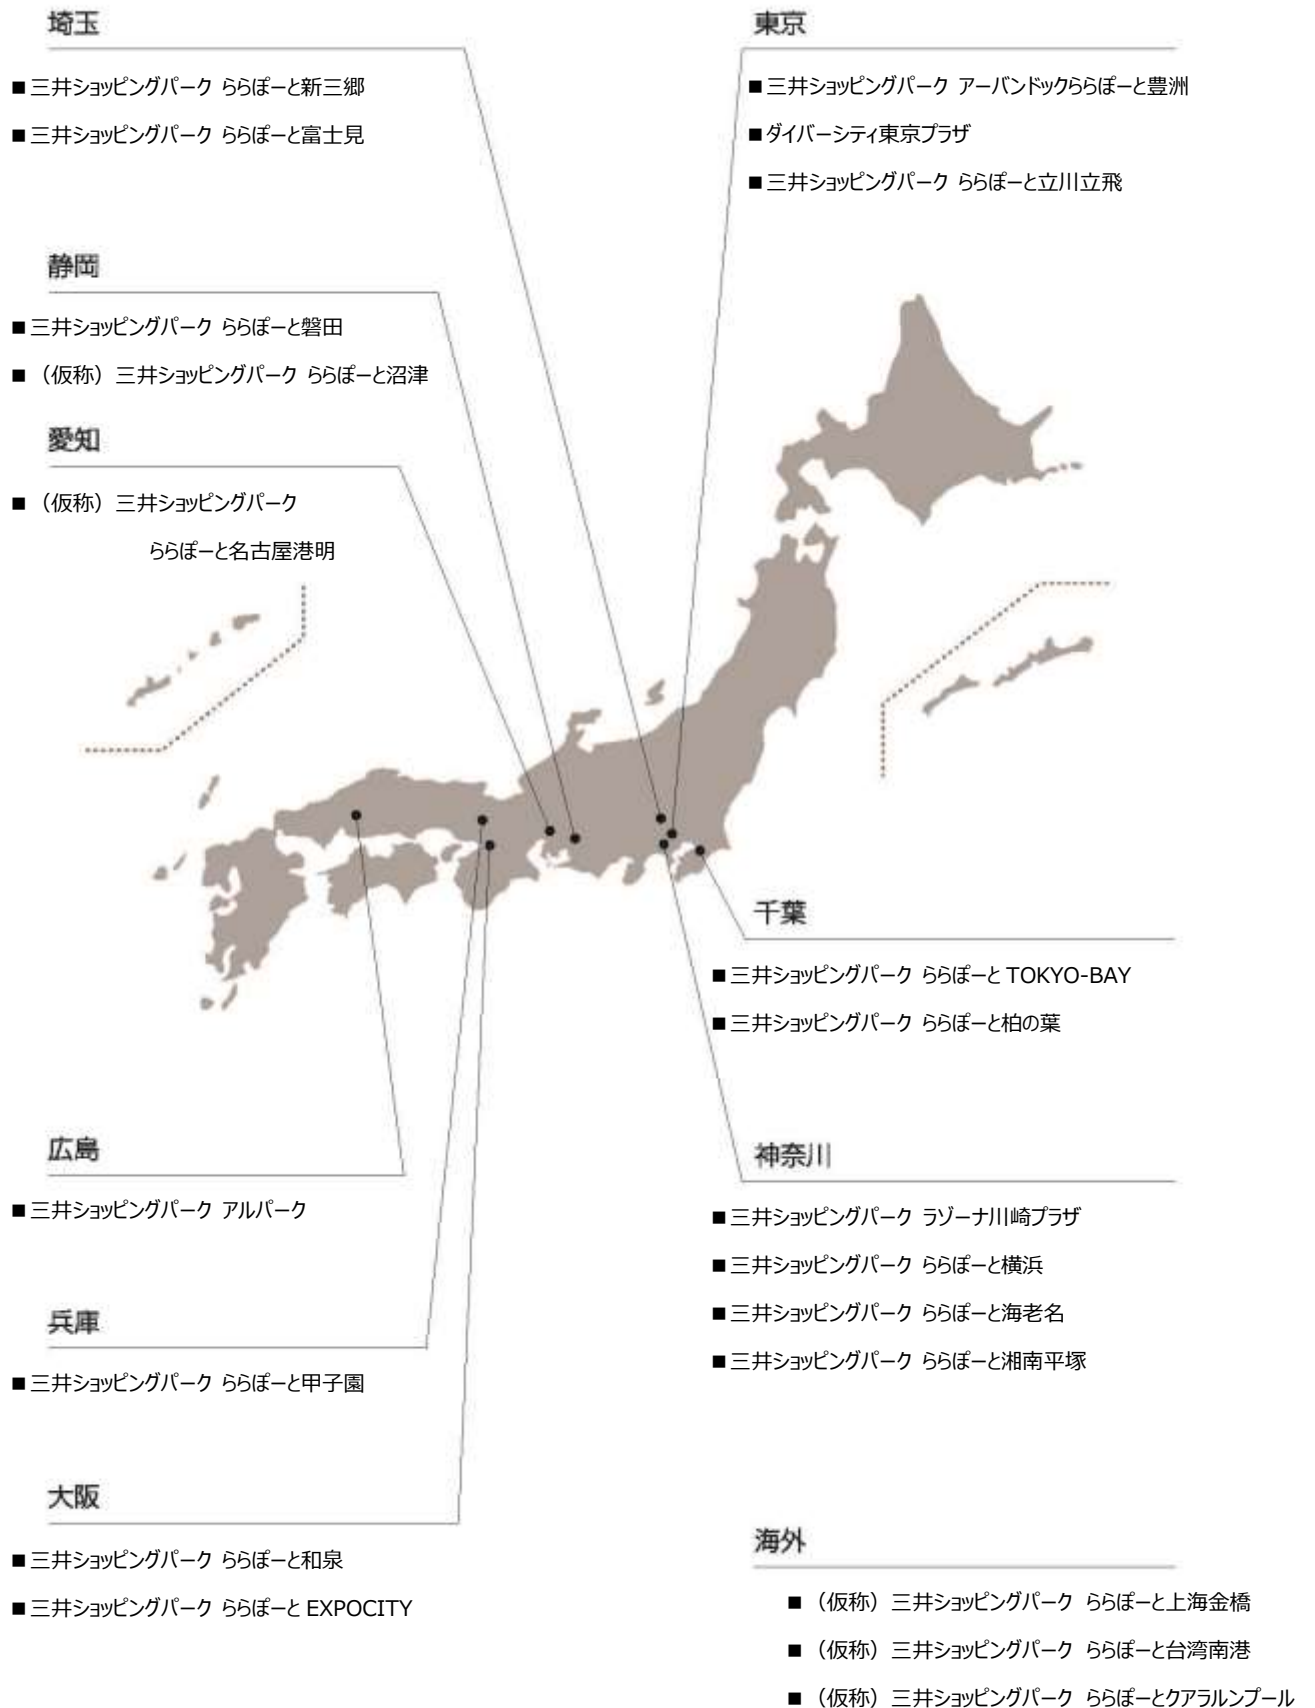 埼玉
■三井ショッピングパーク ららぽーと新三郷
■三井ショッピングパーク ららぽーと富士見
東京
■三井ショッピングパーク アーバンドックららぽーと豊洲
■ダイバーシティ東京プラザ
■三井ショッピングパーク ららぽーと立川立飛
静岡
■三井ショッピングパーク ららぽーと磐田
■（仮称）三井ショッピングパーク ららぽーと沼津
愛知
■（仮称）三井ショッピングパーク
ららぽーと名古屋港明
千葉
■三井ショッピングパーク ららぽーと TOKYO-BAY
■三井ショッピングパーク ららぽーと柏の葉
広島
■三井ショッピングパーク アルパーク
神奈川
■三井ショッピングパーク ラゾーナ川崎プラザ
■三井ショッピングパーク ららぽーと横浜
■三井ショッピングパーク ららぽーと海老名
■三井ショッピングパーク ららぽーと湘南平塚
兵庫
■三井ショッピングパーク ららぽーと甲子園
大阪
■三井ショッピングパーク ららぽーと和泉
■三井ショッピングパーク ららぽーと EXPOCITY
海外
■（仮称）三井ショッピングパーク ららぽーと上海金橋
■（仮称）三井ショッピングパーク ららぽーと台湾南港
■（仮称）三井ショッピングパーク ららぽーとクアラルンプール